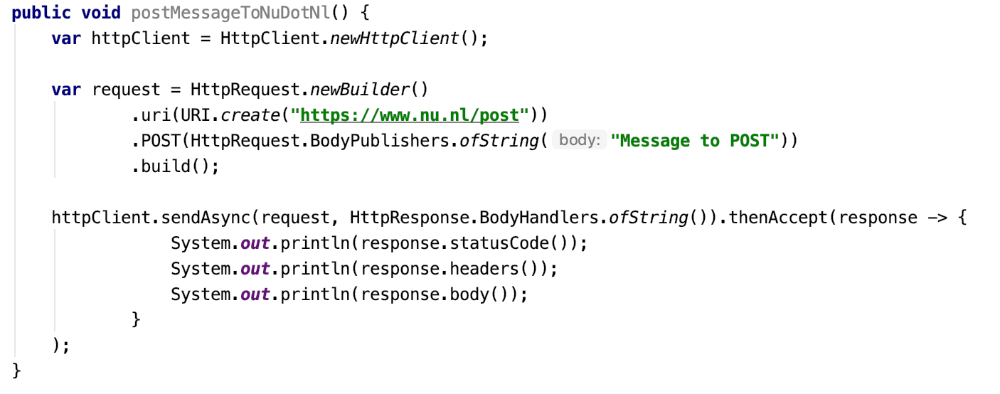 public void postMessageToNuDotNl() {
var httpClient = HttpClient.newHttpClient();
var request = HttpRequest.newBuilder()
.uri(URI.create("https://www.nu.nl/post"))
.POST(HttpRequest.BodyPublishers.ofString( body: "Message to POST"))
.build();
httpClient.sendAsync(request, HttpResponse.BodyHandlers.ofString()).thenAccept(response -> {
System.out.println(response.statusCode());
System.out.println(response.headers());
System.out.println(response.body());
}
);
}